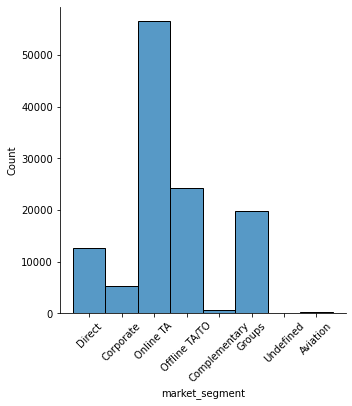 50000
40000
30000
20000
10000
0
Count
Direct
Corporate
Online TA
Offline TA/TO
Complementary
Groups
Undefined
Aviation
market_segment